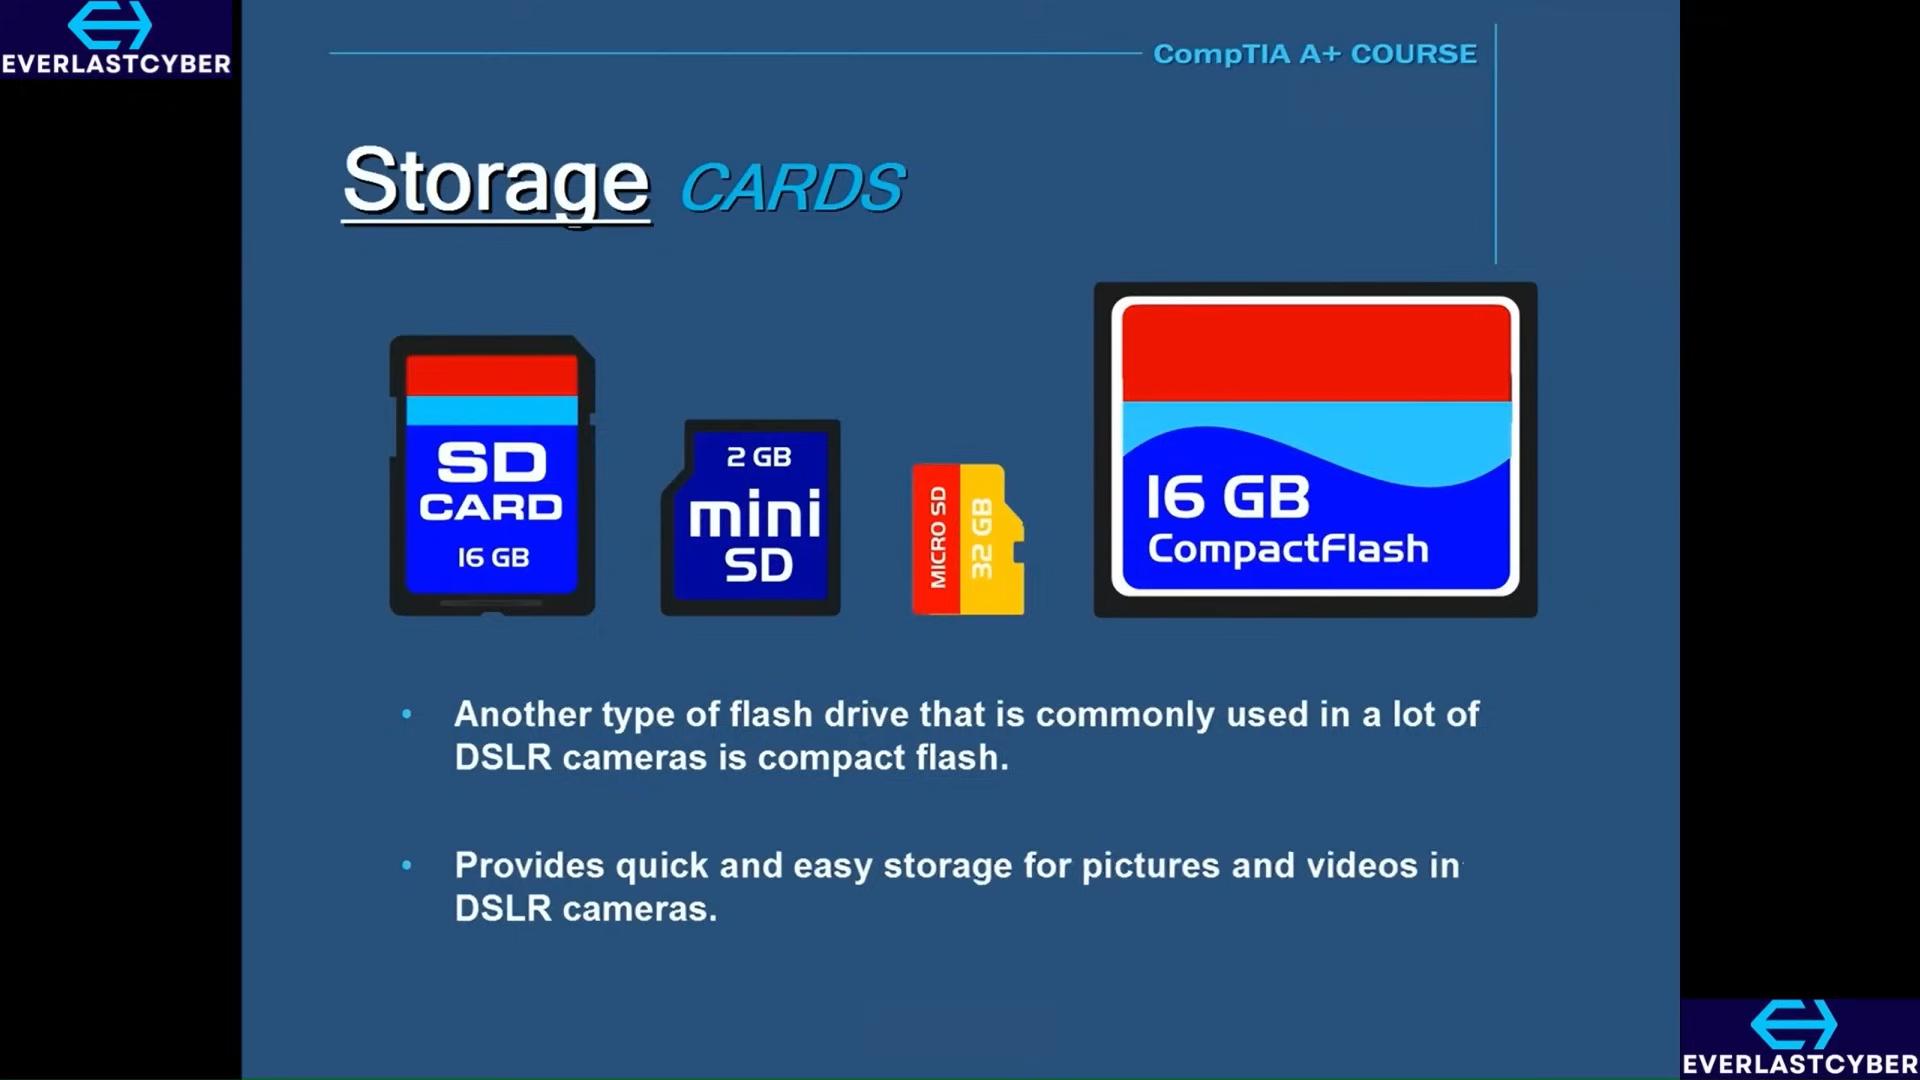 EVERLASTCYBER
CompTIA A+ COURSE
Storage CARDS
SD
CARD
16 GB
2 GB
mini
SD
MICRO SD
32 GB
16 GB
CompactFlash
• Another type of flash drive that is commonly used in a lot of
DSLR cameras is compact flash.
• Provides quick and easy storage for pictures and videos in
DSLR cameras.
EVERLASTCYBER